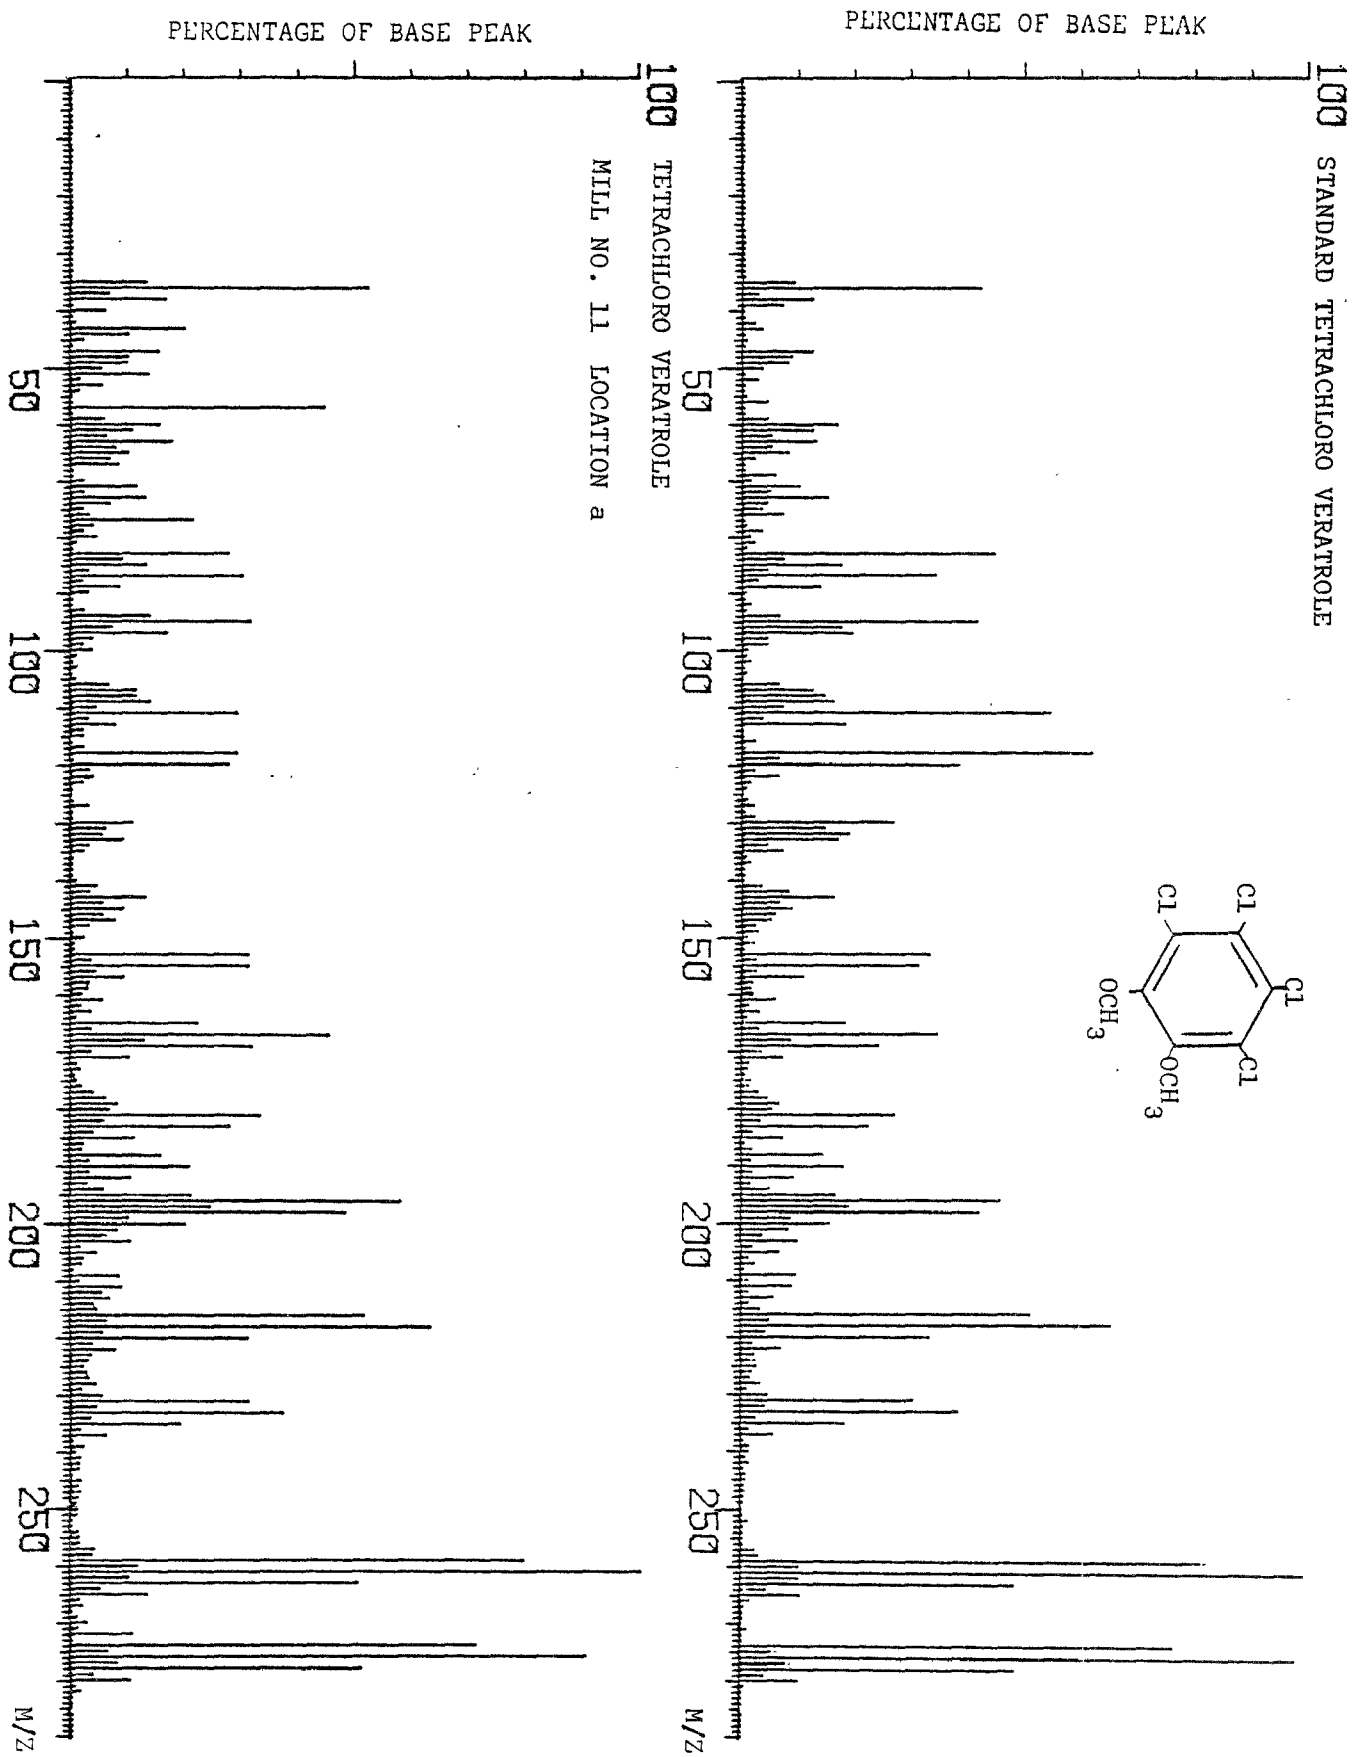 STANDARD TETRACHLORO VERATROLE
PERCENTAGE OF BASE PEAK
100
Cl
Cl
Cl
Cl
OCH3
OCH3
50
100
150
200
250
M/Z
TETRACHLORO VERATROLE
MILL NO. 11 LOCATION a
PERCENTAGE OF BASE PEAK
100
50
100
150
200
250
M/Z